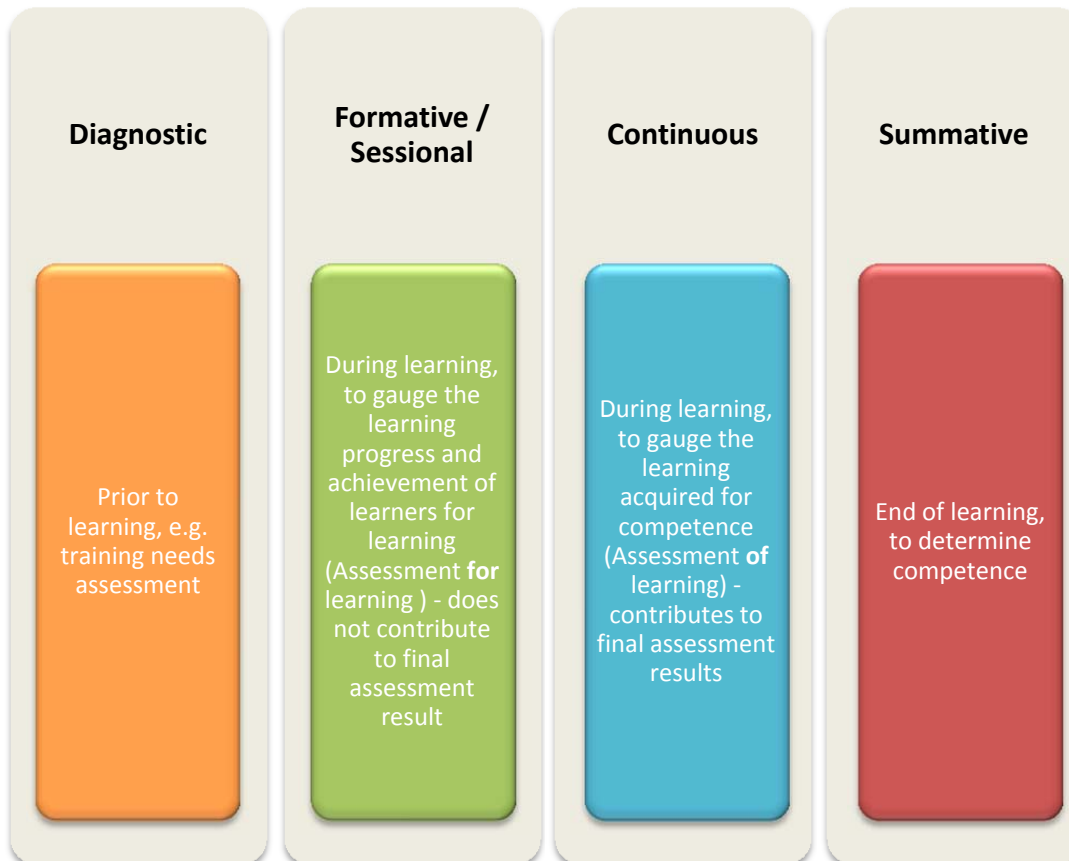 Diagnostic
Prior to
learning, e.g.
training needs
assessment
Formative /
Sessional
During learning,
to gauge the
learning
progress and
achievement of
learners for
learning
(Assessment for
learning ) - does
not contribute
to final
assessment
result
Continuous
During learning,
to gauge the
learning
acquired for
competence
(Assessment of
learning) -
contributes to
final assessment
results
Summative
End of learning,
to determine
competence